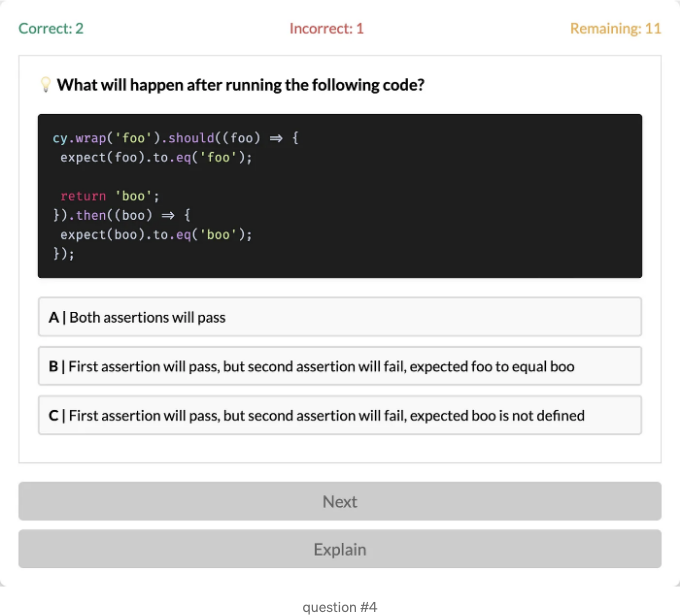 Correct: 2
Incorrect: 1
Remaining: 11
💡 What will happen after running the following code?
cy.wrap('foo').should((foo) ⇒ {
 expect(foo).to.eq('foo');
 return 'boo';
}).then((boo) ⇒ {
 expect(boo).to.eq('boo');
});
A | Both assertions will pass
B | First assertion will pass, but second assertion will fail, expected foo to equal boo
C | First assertion will pass, but second assertion will fail, expected boo is not defined
Next
Explain
question #4